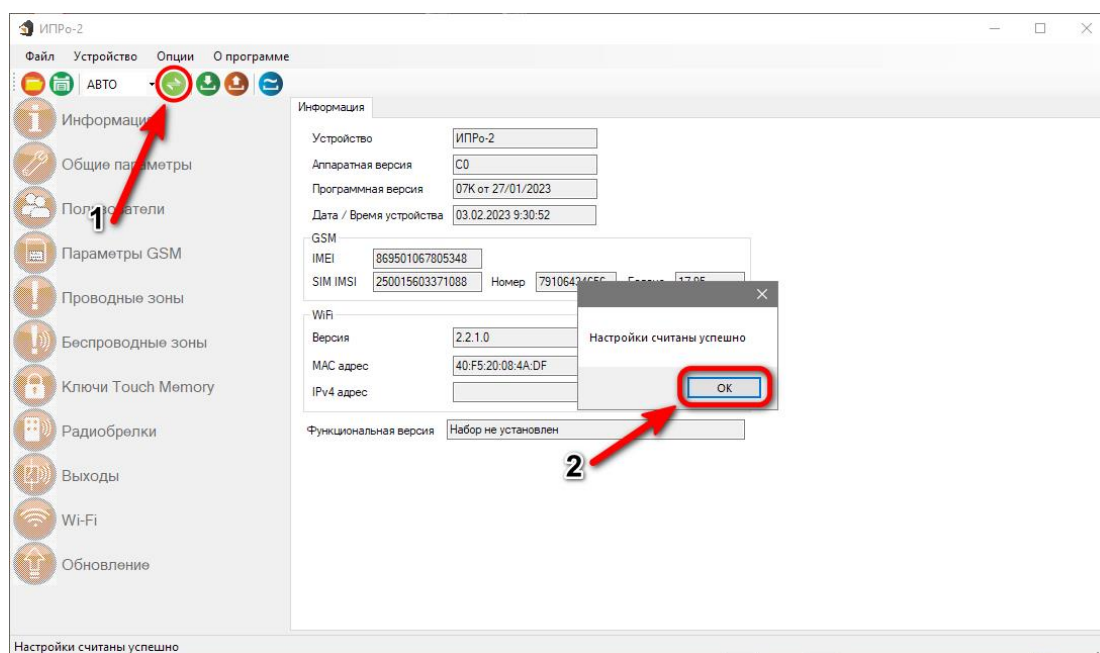 ИПРо-2
Файл Устройство Опции О программе
АВТО
Информация
Общие параметры
Пользователи
Параметры GSM
Проводные зоны
Беспроводные зоны
Ключи Touch Memory
Радиобрелки
Выходы
Wi-Fi
Обновление
1
Информация
Устройство ИПРо-2
Аппаратная версия C0
Программная версия 07К от 27/01/2023
Дата / Время устройства 03.02.2023 9:30:52
GSM
IMEI 869501067805348
SIM IMSI 250015603371088 Номер
WiFi
Версия 2.2.1.0
MAC адрес 40:F5:20:08:4A:DF
IPv4 адрес
Функциональная версия Набор не установлен
Настройки считаны успешно
OK
2
Настройки считаны успешно